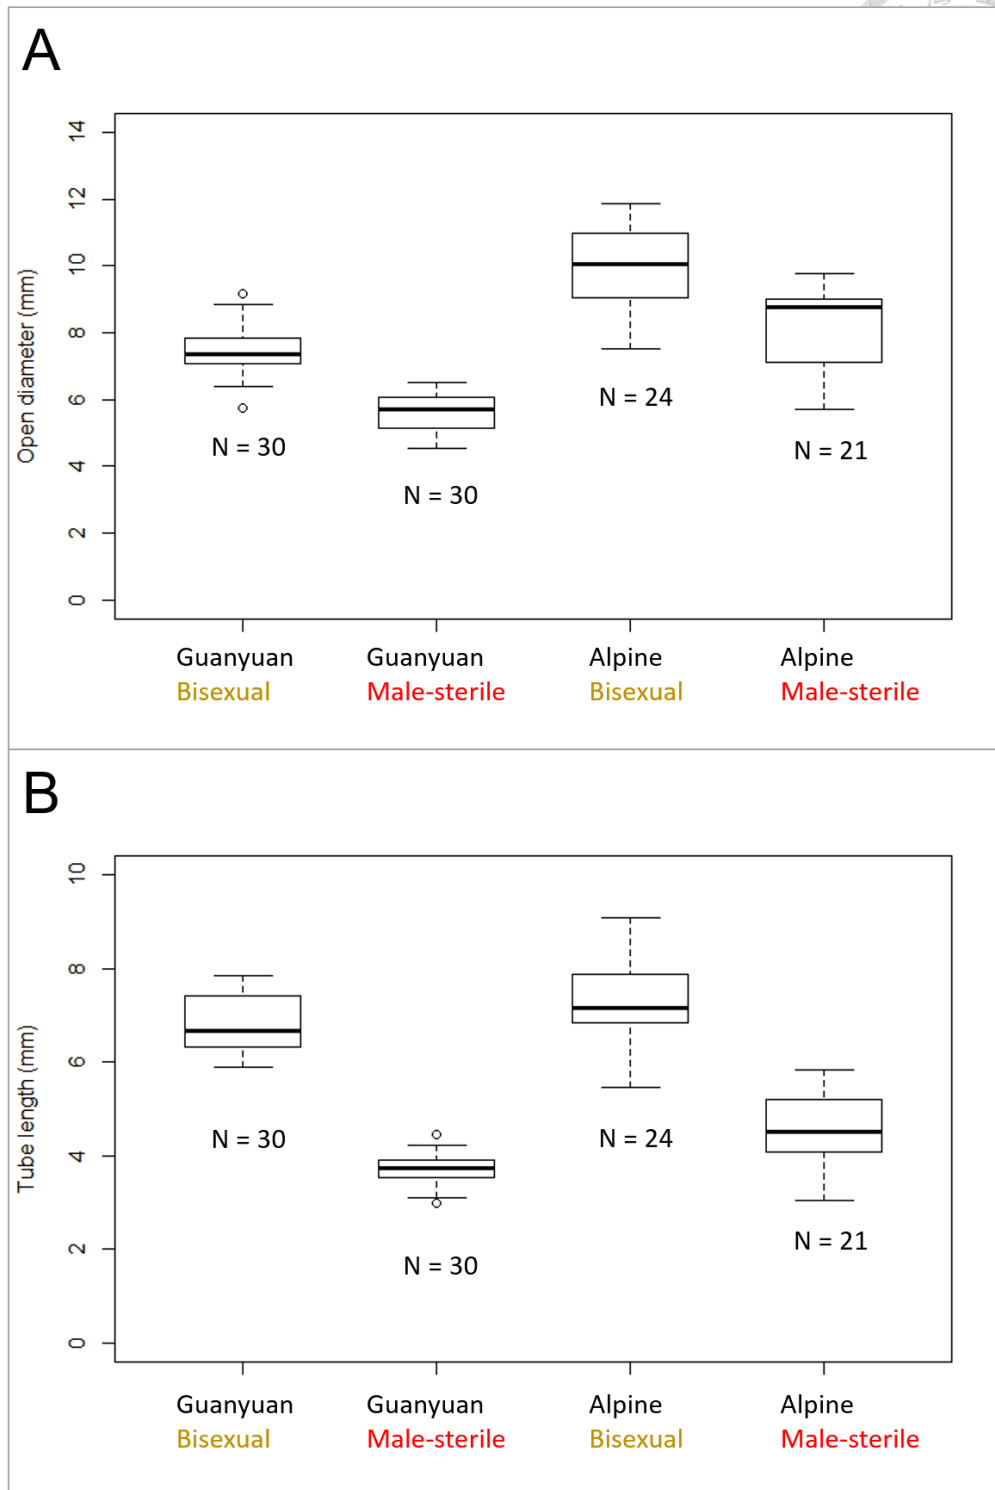 A
Open diameter (mm)
14
12
10
8
6
4
2
0
N = 30
N = 30
N = 24
N = 21
Guanyuan Guanyuan Alpine Alpine
Bisexual Male-sterile Bisexual Male-sterile
B
Tube length (mm)
10
8
6
4
2
0
N = 30
N = 30
N = 24
N = 21
Guanyuan Guanyuan Alpine Alpine
Bisexual Male-sterile Bisexual Male-sterile